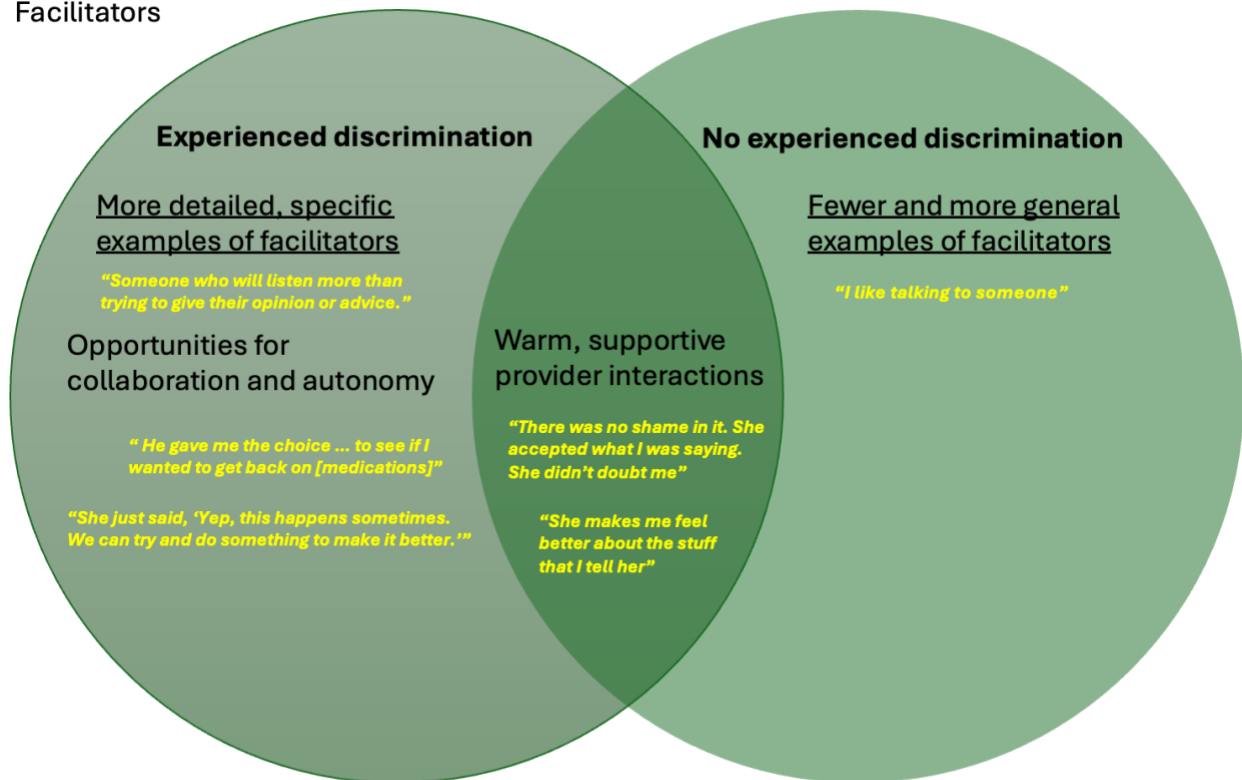 Facilitators
Experienced discrimination
More detailed, specific
examples of facilitators
“Someone who will listen more than
trying to give their opinion or advice.”
Opportunities for
collaboration and autonomy
“ He gave me the choice ... to see if I
wanted to get back on [medications]”
“She just said, ‘Yep, this happens sometimes.
We can try and do something to make it better.’”
Warm, supportive
provider interactions
“There was no shame in it. She
accepted what I was saying.
She didn’t doubt me”
“She makes me feel
better about the stuff
that I tell her”
No experienced discrimination
Fewer and more general
examples of facilitators
“I like talking to someone”